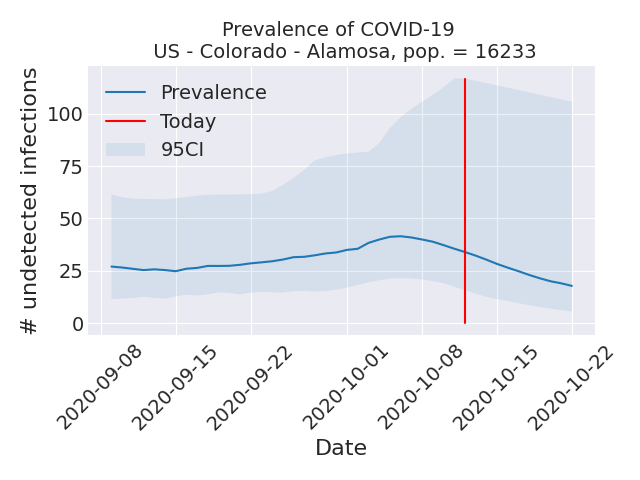 Prevalence of COVID-19
US - Colorado - Alamosa, pop. = 16233
# undetected infections
100
75
50
25
0
Prevalence
Today
95CI
2020-09-08
2020-09-15
2020-09-22
2020-10-01
2020-10-08
2020-10-15
2020-10-22
Date